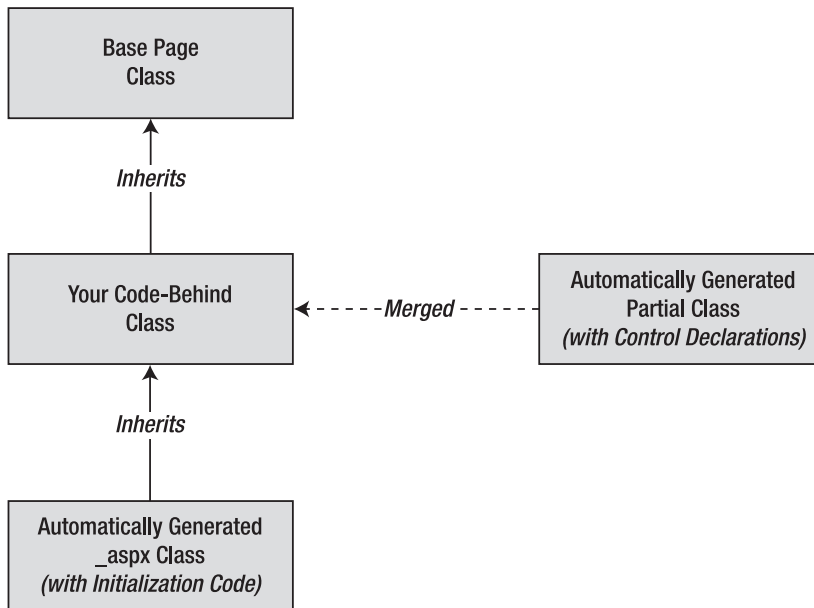 Base Page
Class
Inherits
Your Code-Behind
Class
Merged
Automatically Generated
Partial Class
(with Control Declarations)
Inherits
Automatically Generated
_aspx Class
(with Initialization Code)